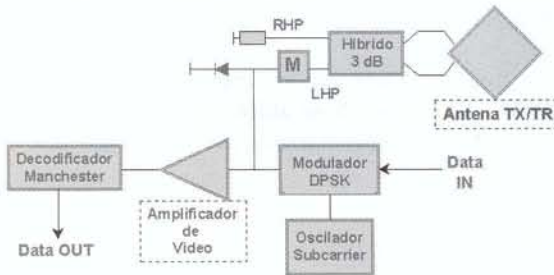 RHP
Híbrido
3 dB
M
LHP
Antena TX/TR
Decodificador
Manchester
Modulador
DPSK
Data
IN
Amplificador
de
Video
Data OUT
Oscilador
Subcarrier